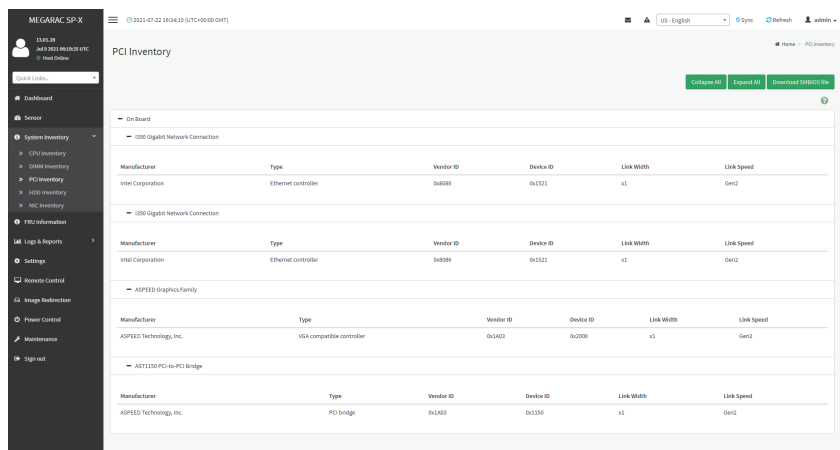 MEGARAC SP-X
2021-07-22 16:34:10 (UTC+00:00 GMT)
US - English
Sync
Refresh
admin
13.01.28
Jul 9 2021 06:19:35 UTC
Host Online
Quick Links..
PCI Inventory
Home
PCI Inventory
Collapse All
Expand All
Download SMBIOS file
Dashboard
Sensor
System Inventory
CPU Inventory
DIMM Inventory
PCI Inventory
HDD Inventory
NIC Inventory
FRU Information
Logs & Reports
Settings
Remote Control
Image Redirection
Power Control
Maintenance
Sign out
On Board
I350 Gigabit Network Connection
Manufacturer Type Vendor ID Device ID Link Width Link Speed
Intel Corporation Ethernet controller 0x8086 0x1521 x1 Gen2
I350 Gigabit Network Connection
Manufacturer Type Vendor ID Device ID Link Width Link Speed
Intel Corporation Ethernet controller 0x8086 0x1521 x1 Gen2
ASPEED Graphics Family
Manufacturer Type Vendor ID Device ID Link Width Link Speed
ASPEED Technology, Inc. VGA compatible controller 0x1A03 0x2000 x1 Gen3
AST1150 PCI-to-PCI Bridge
Manufacturer Type Vendor ID Device ID Link Width Link Speed
ASPEED Technology, Inc. PCI bridge 0x1A03 0x1150 x1 Gen2